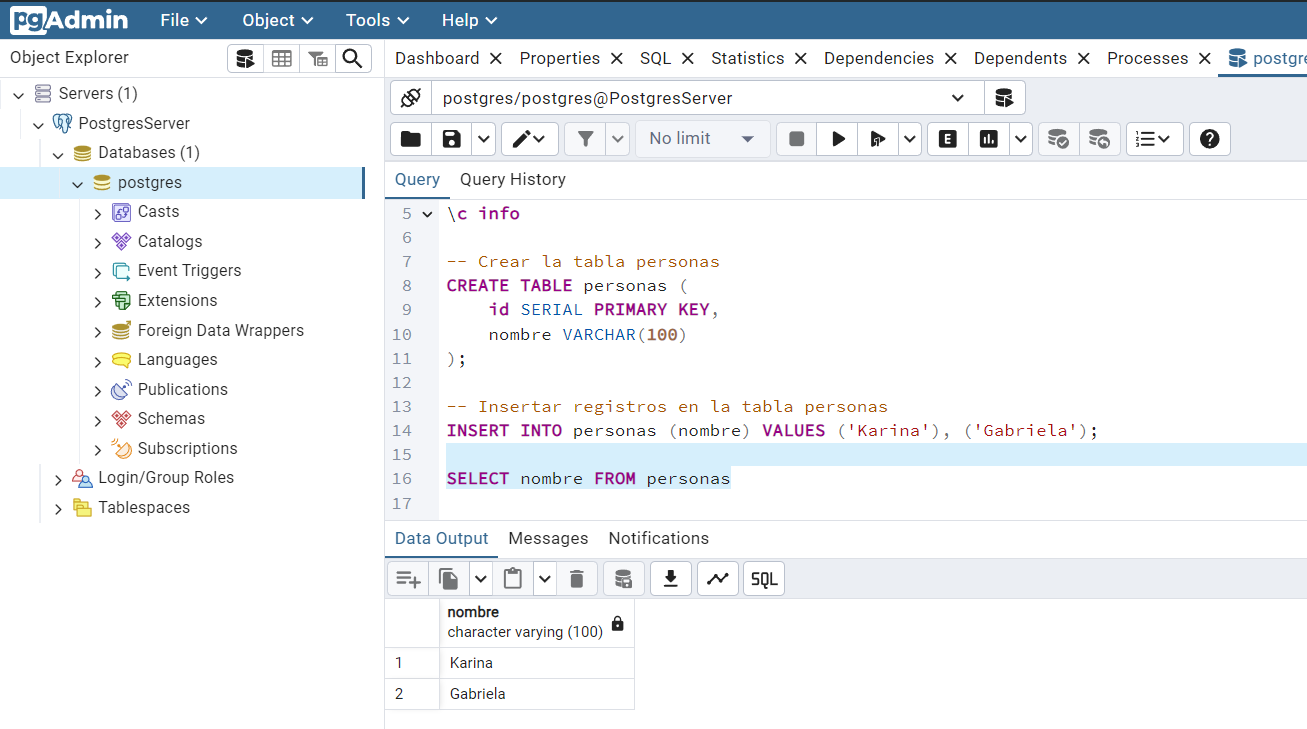 pgAdmin File Object Tools Help
Object Explorer
Dashboard Properties SQL Statistics Dependencies Dependents Processes postgre
Servers (1)
PostgresServer
Databases (1)
postgres
Casts
Catalogs
Event Triggers
Extensions
Foreign Data Wrappers
Languages
Publications
Schemas
Subscriptions
Login/Group Roles
Tablespaces
postgres/postgres@PostgresServer
No limit E
Query Query History
5 \c info
6
7 -- Crear la tabla personas
8 CREATE TABLE personas (
9 id SERIAL PRIMARY KEY,
10 nombre VARCHAR(100)
11 );
12
13 -- Insertar registros en la tabla personas
14 INSERT INTO personas (nombre) VALUES ('Karina'), ('Gabriela');
15
16 SELECT nombre FROM personas
17
Data Output Messages Notifications
SQL
nombre
character varying (100)
1 Karina
2 Gabriela